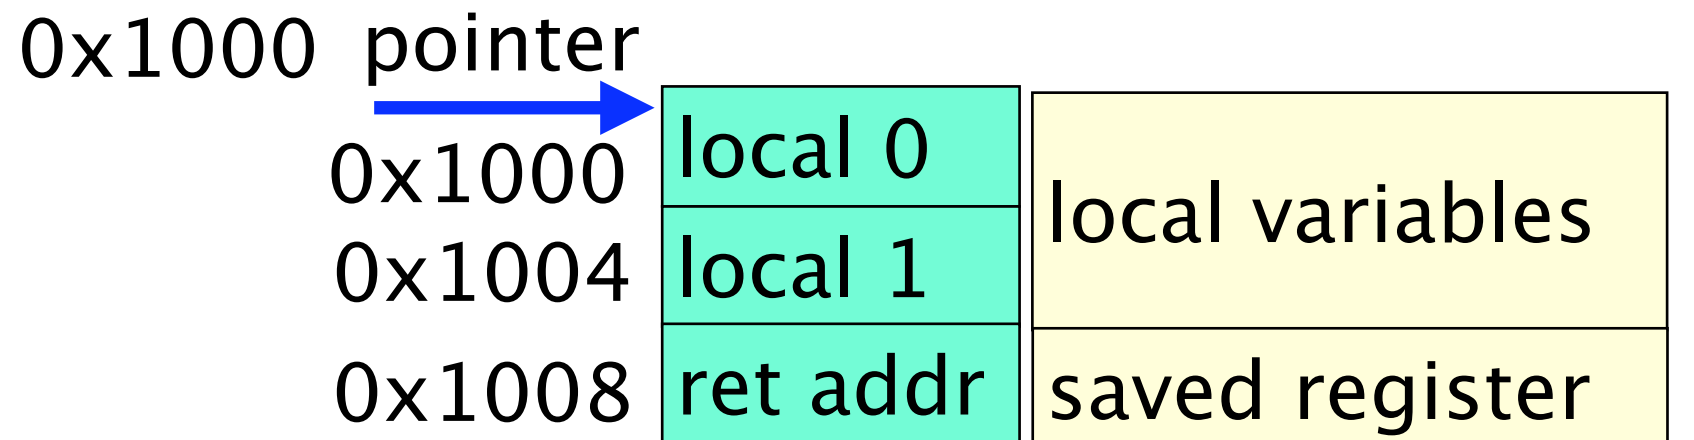 0x1000 pointer
0x1000 local 0
local variables
0x1004 local 1
0x1008 ret addr saved register